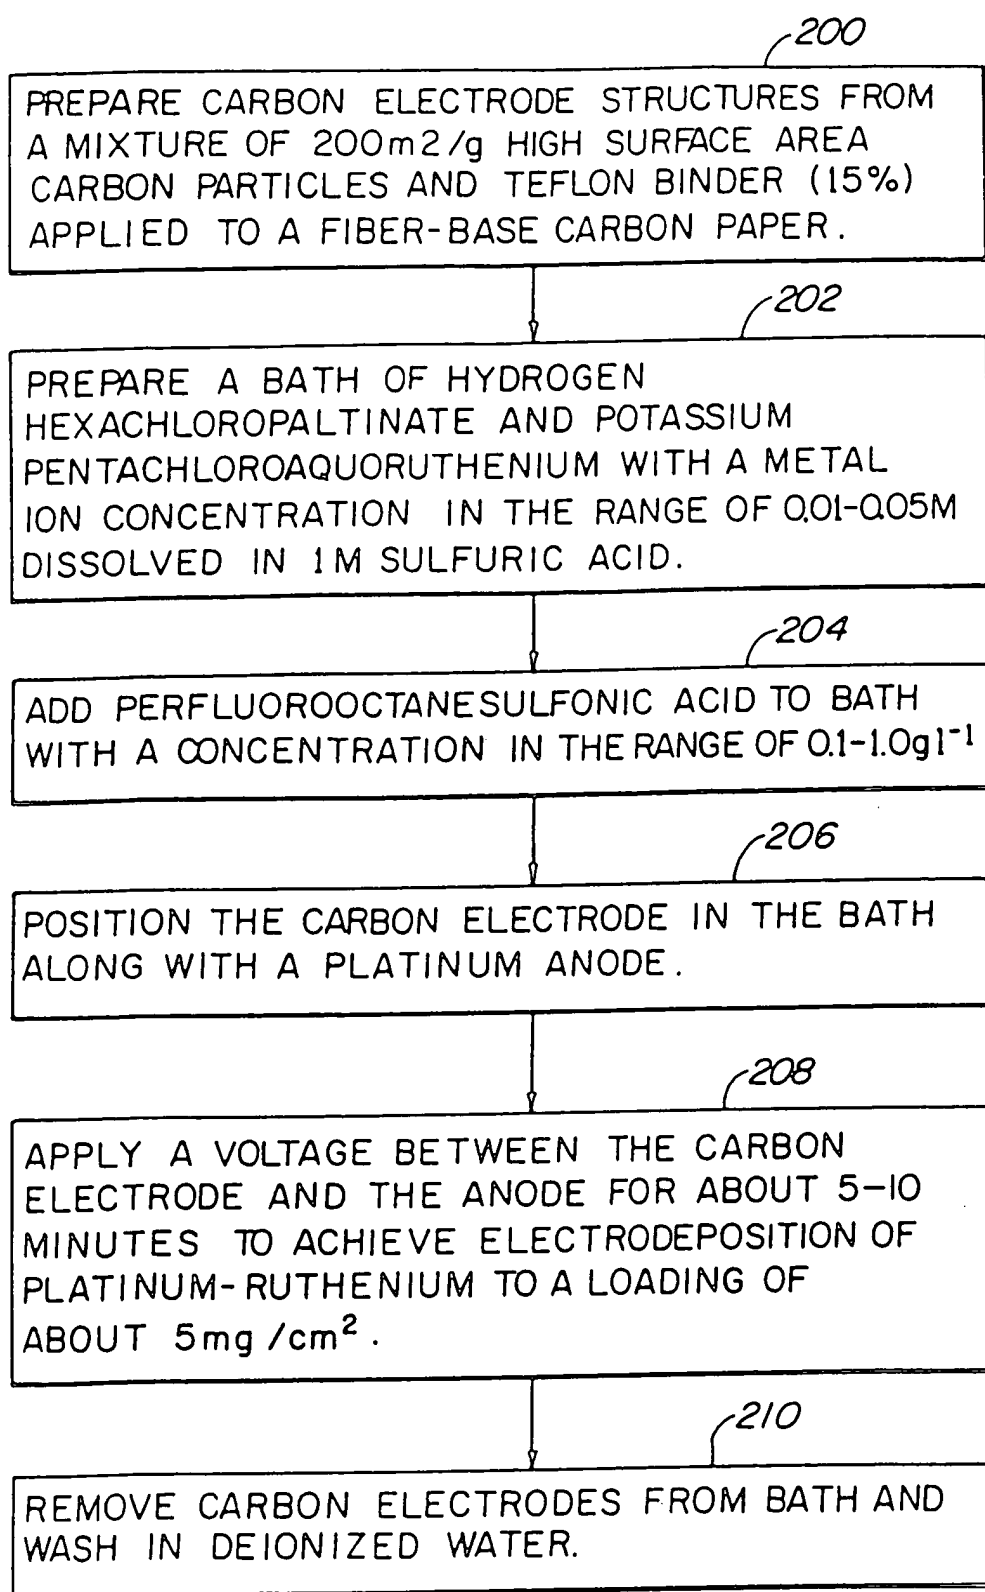 200
PREPARE CARBON ELECTRODE STRUCTURES FROM
A MIXTURE OF 200m2/g HIGH SURFACE AREA
CARBON PARTICLES AND TEFLON BINDER (15%)
APPLIED TO A FIBER-BASE CARBON PAPER.
202
PREPARE A BATH OF HYDROGEN
HEXACHLOROPALTINATE AND POTASSIUM
PENTACHLOROAQUORUTHENIUM WITH A METAL
ION CONCENTRATION IN THE RANGE OF 0.01-0.05M
DISSOLVED IN 1M SULFURIC ACID.
204
ADD PERFLUOROOCTANESULFONIC ACID TO BATH
WITH A CONCENTRATION IN THE RANGE OF 0.1-1.0gl⁻¹
206
POSITION THE CARBON ELECTRODE IN THE BATH
ALONG WITH A PLATINUM ANODE.
208
APPLY A VOLTAGE BETWEEN THE CARBON
ELECTRODE AND THE ANODE FOR ABOUT 5-10
MINUTES TO ACHIEVE ELECTRODEPOSITION OF
PLATINUM-RUTHENIUM TO A LOADING OF
ABOUT 5mg/cm².
210
REMOVE CARBON ELECTRODES FROM BATH AND
WASH IN DEIONIZED WATER.